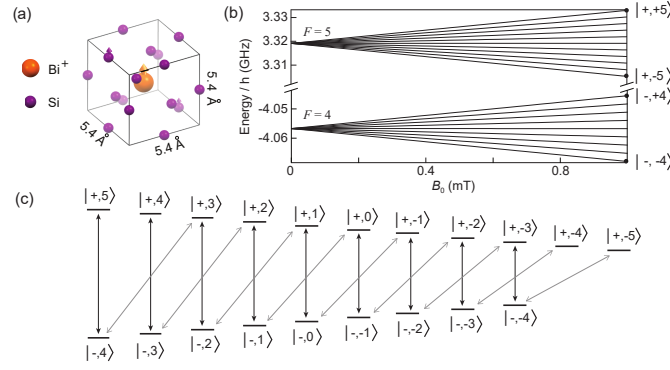 (a)
Bi+
Si
5.4 Å
5.4 Å
5.4 Å
(b)
Energy / h (GHz)
3.33
3.32
3.31
-4.05
-4.06
F = 5
F = 4
0
0.4
0.8
B₀ (mT)
|+,+5⟩
|+,-5⟩
|-,+4⟩
|-, -4⟩
(c)
|+,5⟩ |+,4⟩ |+,3⟩ |+,2⟩ |+,1⟩ |+,0⟩ |+,-1⟩ |+,-2⟩ |+,-3⟩ |+,-4⟩ |+,-5⟩
|-,4⟩ |-,3⟩ |-,2⟩ |-,1⟩ |-,0⟩ |-,-1⟩ |-,-2⟩ |-,-3⟩ |-,-4⟩